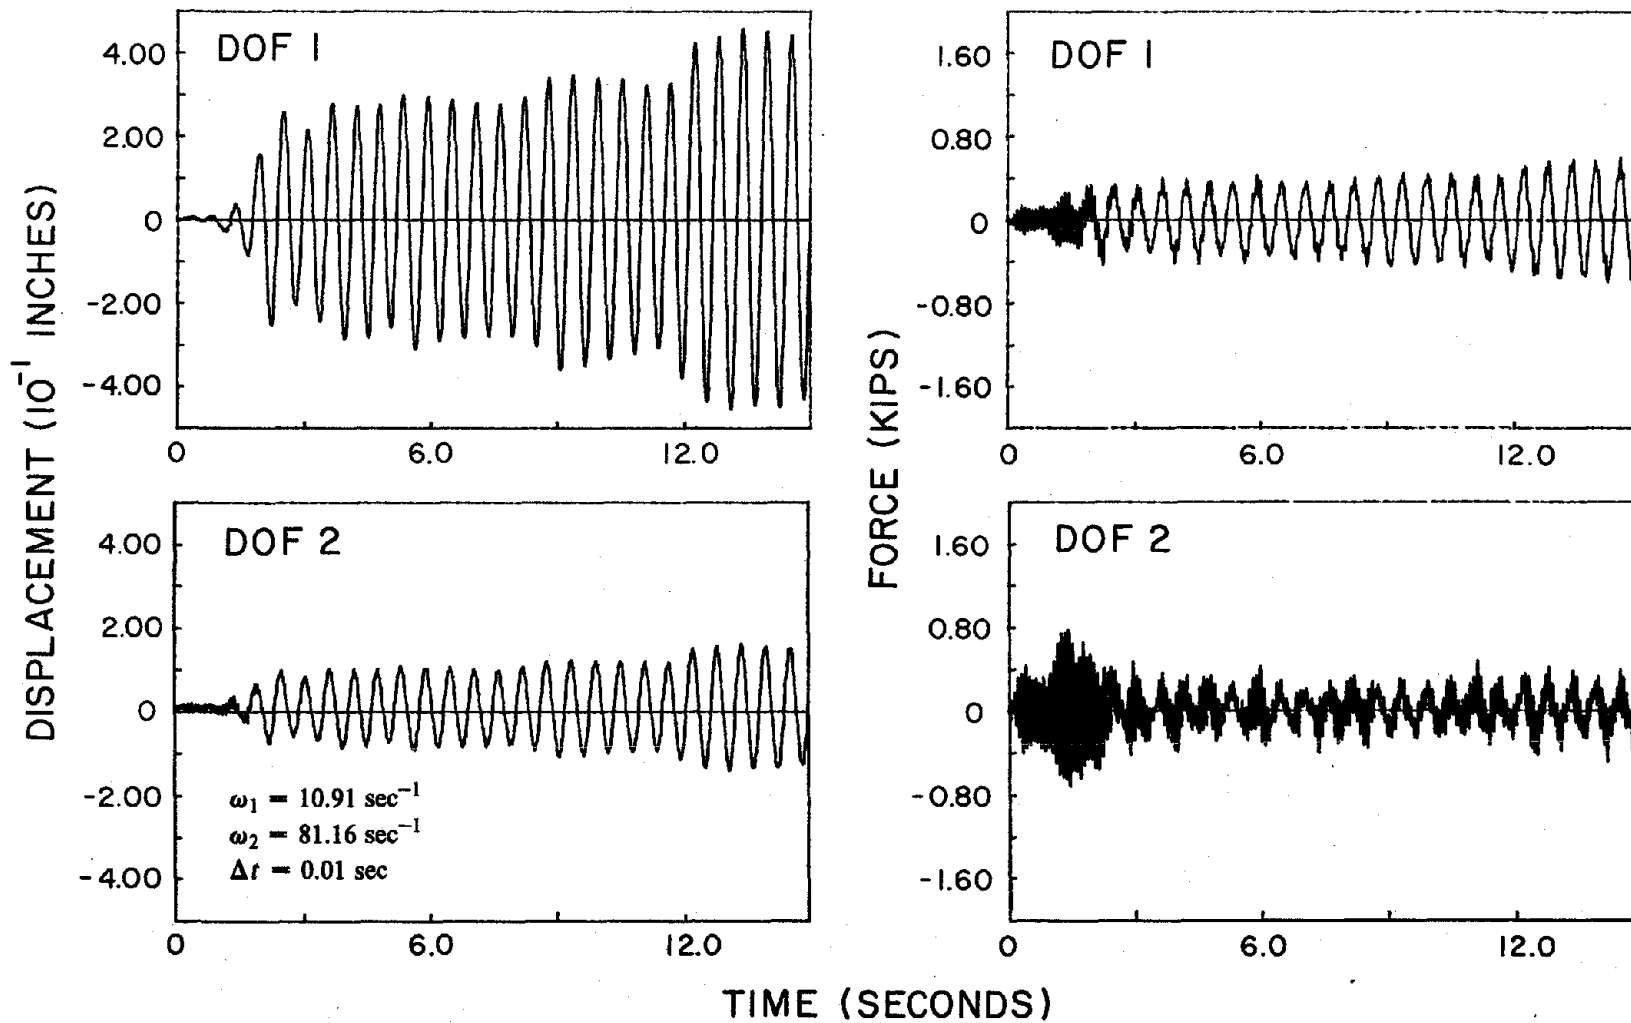 DISPLACEMENT (10⁻¹ INCHES)
DOF 1
4.00
2.00
0
-2.00
-4.00
0 6.0 12.0
DOF 2
4.00
2.00
0
-2.00
-4.00
ω₁ = 10.91 sec⁻¹
ω₂ = 81.16 sec⁻¹
Δt = 0.01 sec
0 6.0 12.0
FORCE (KIPS)
DOF 1
1.60
0.80
0
-0.80
-1.60
0 6.0 12.0
DOF 2
1.60
0.80
0
-0.80
-1.60
0 6.0 12.0
TIME (SECONDS)